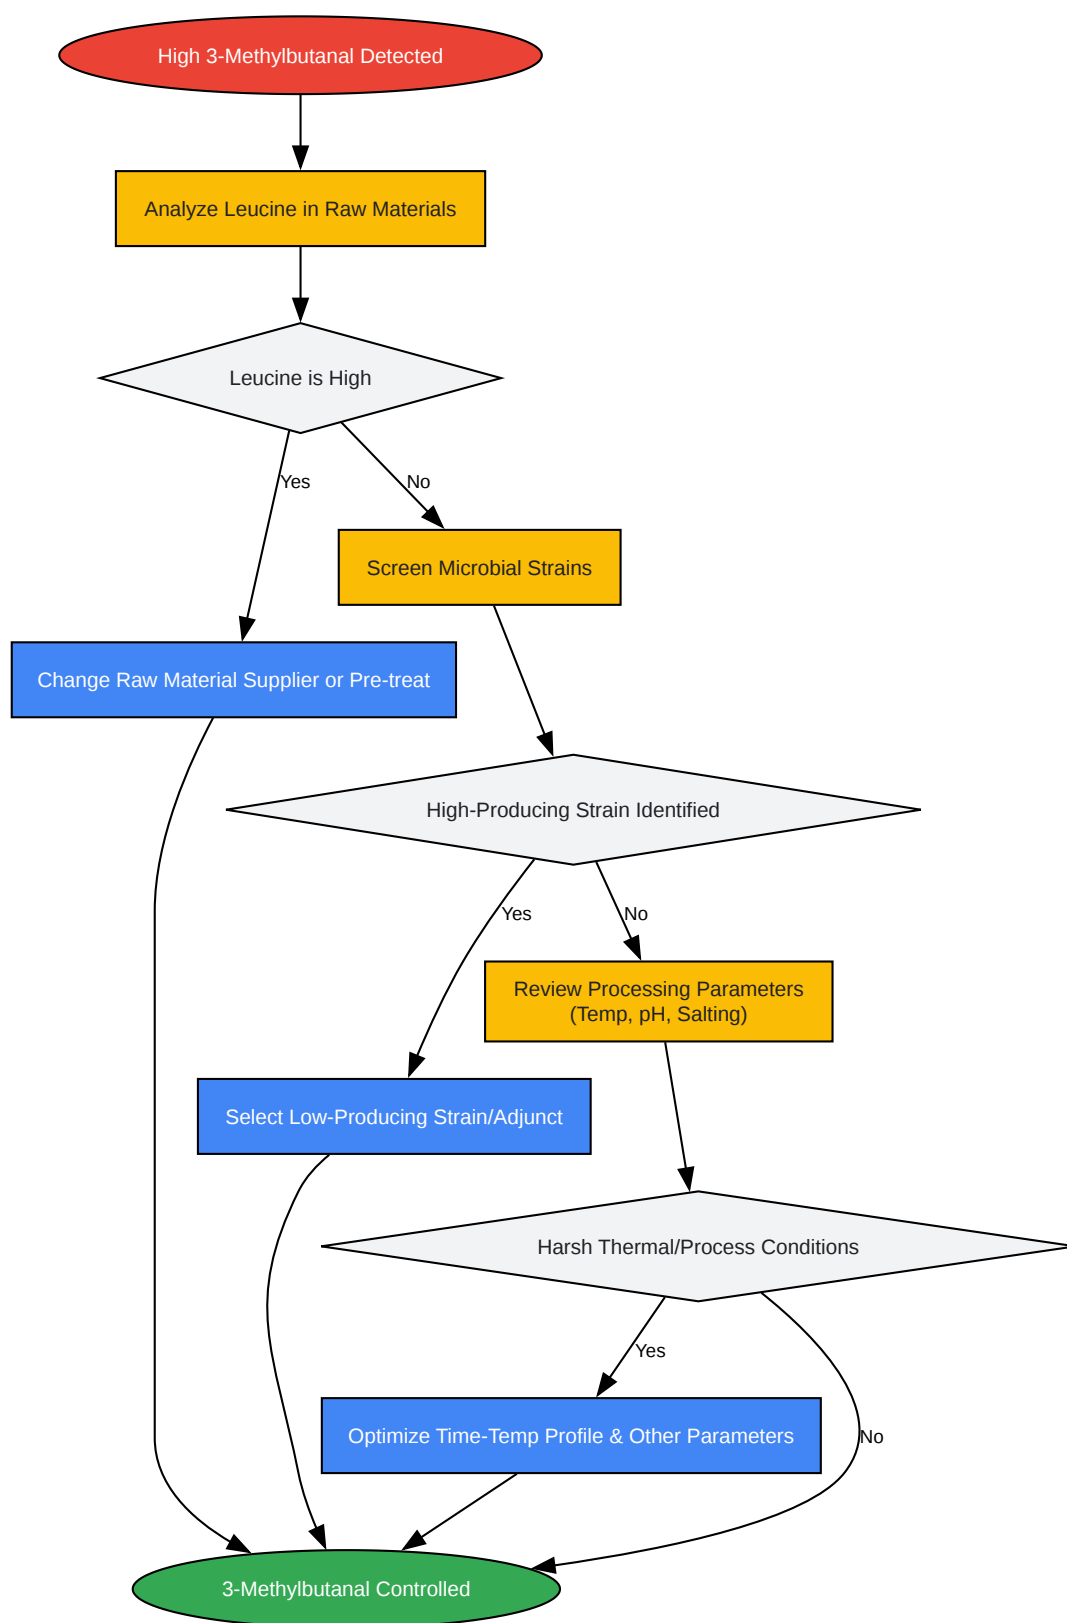 High 3-Methylbutanal Detected
Analyze Leucine in Raw Materials
Leucine is High
Yes
No
Screen Microbial Strains
Change Raw Material Supplier or Pre-treat
High-Producing Strain Identified
Yes
No
Review Processing Parameters
(Temp, pH, Salting)
Select Low-Producing Strain/Adjunct
Harsh Thermal/Process Conditions
Yes
Optimize Time-Temp Profile & Other Parameters
No
3-Methylbutanal Controlled